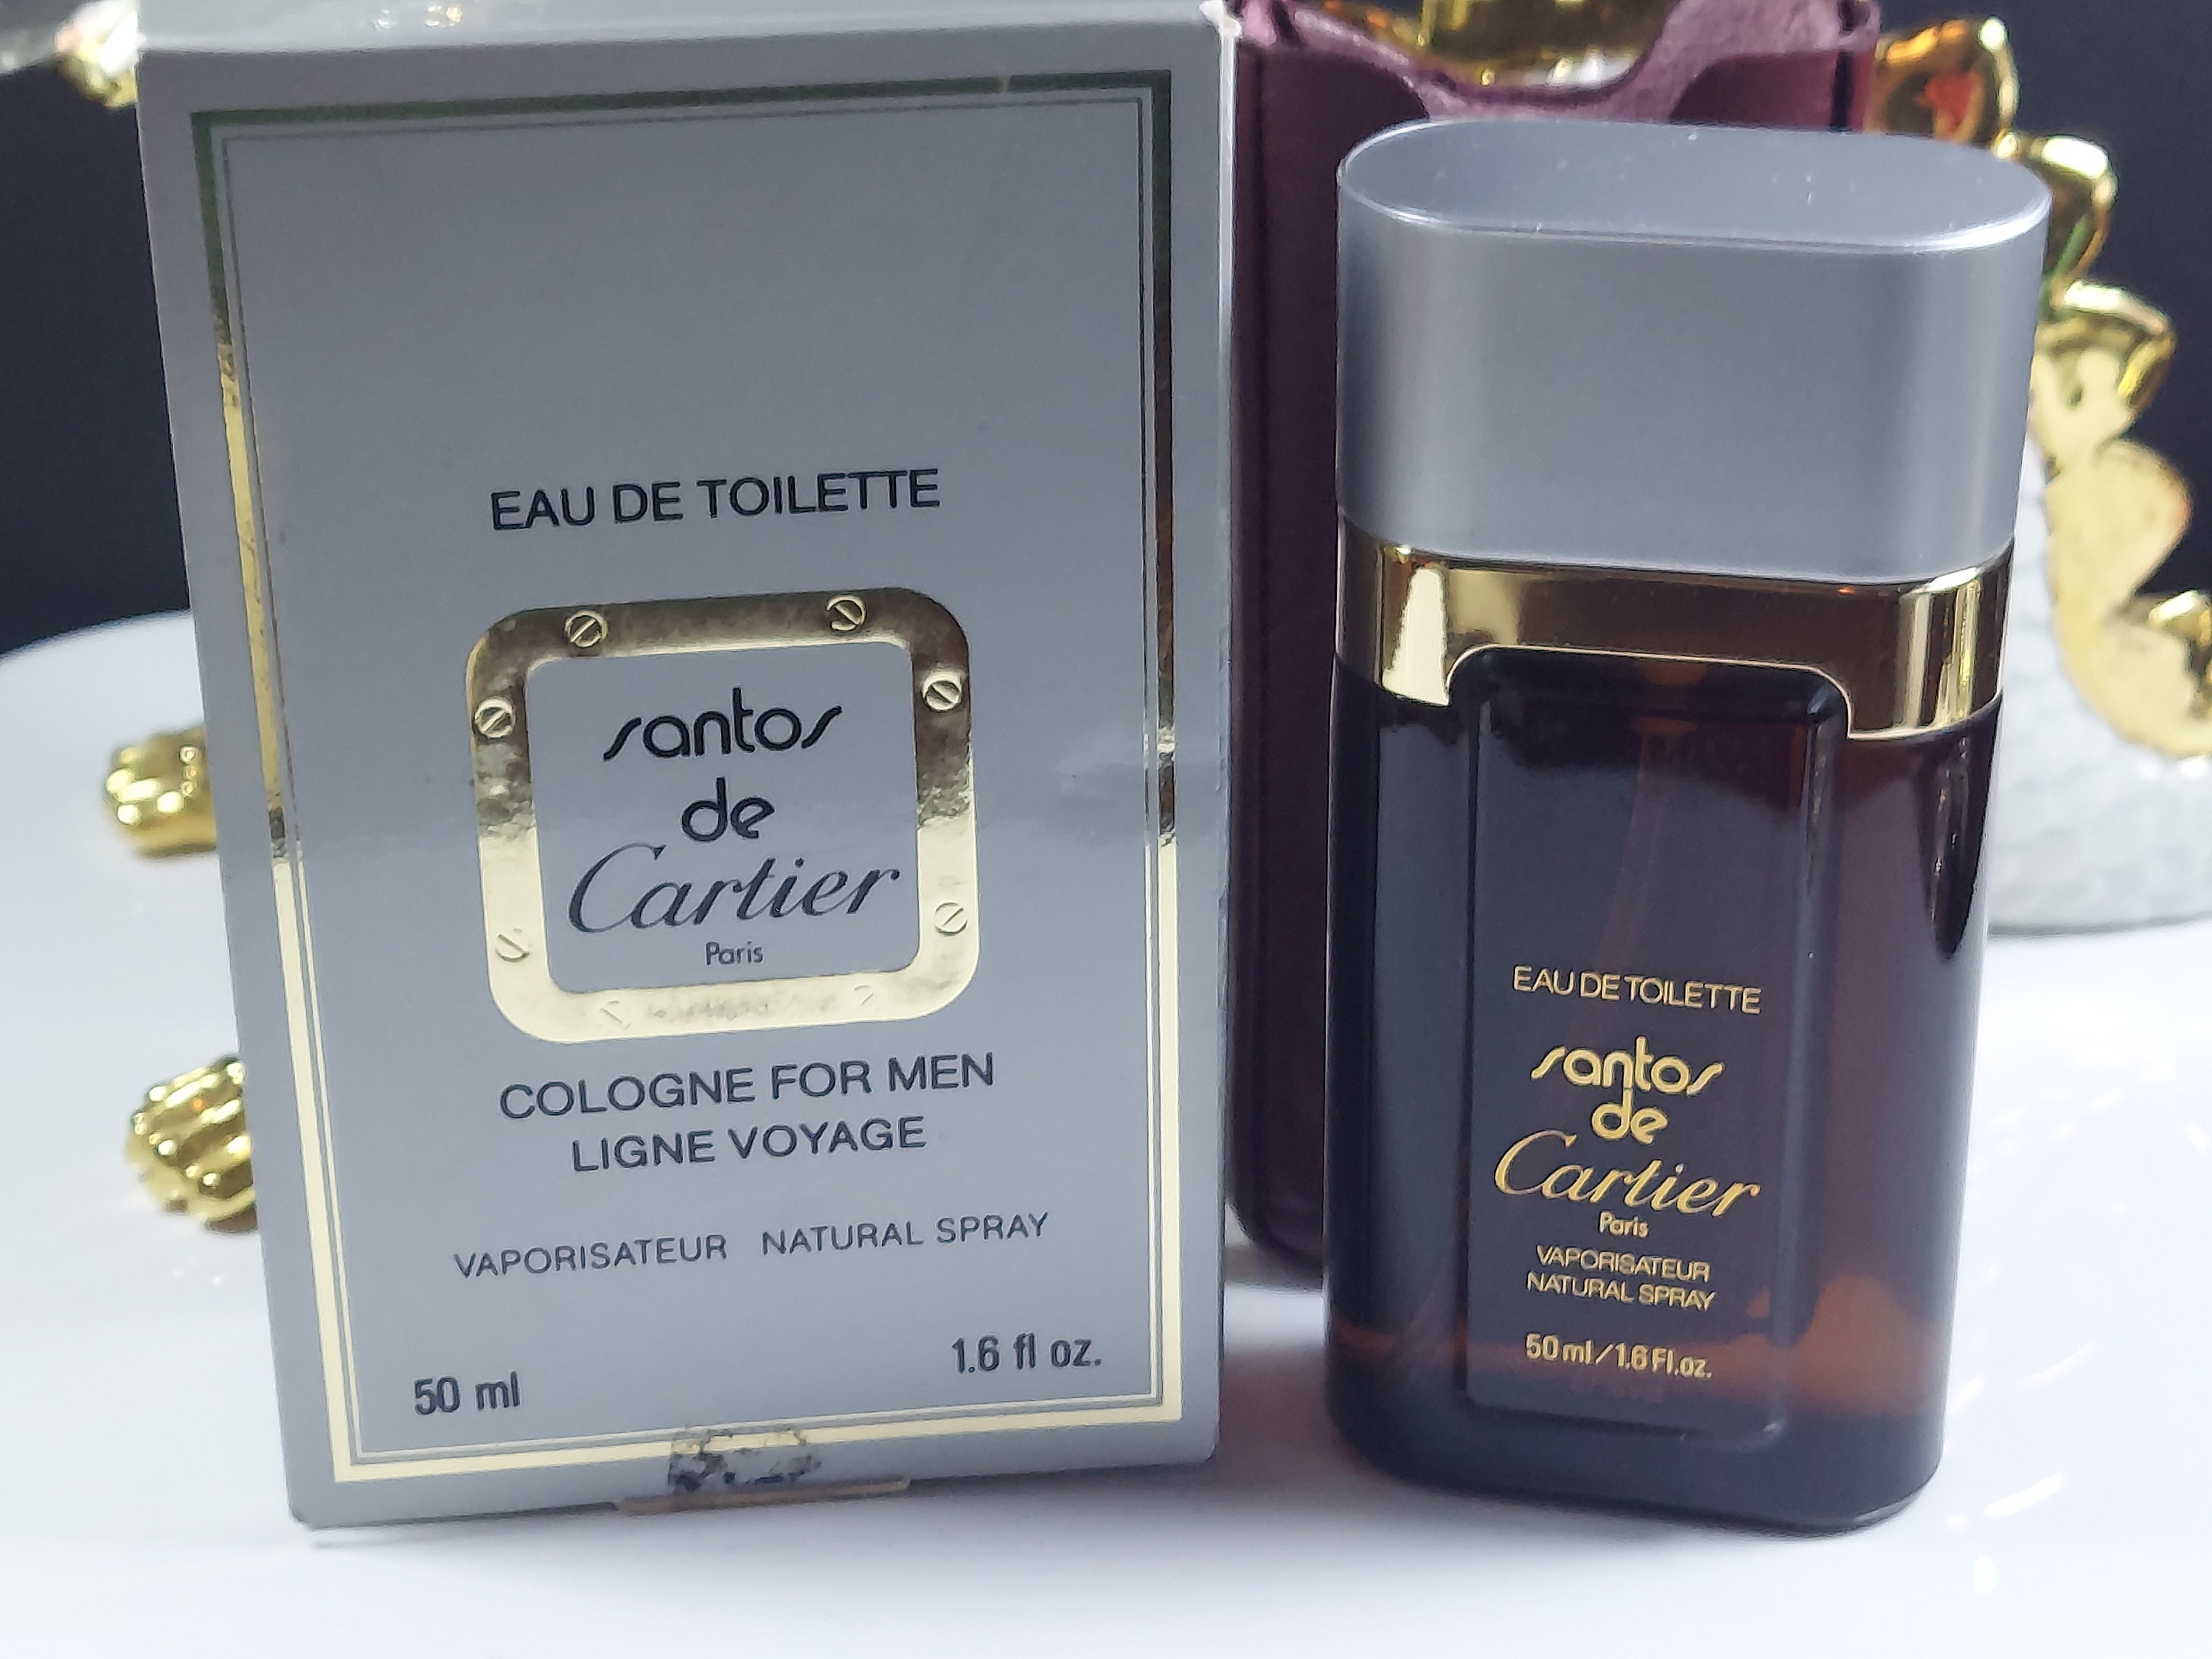 EAU DE TOILETTE
santos
de
Cartier
Paris
COLOGNE FOR MEN
LIGNE VOYAGE
VAPORISATEUR NATURAL SPRAY
50 ml 1.6 fl oz.
EAU DE TOILETTE
santos
de
Cartier
Paris
VAPORISATEUR
NATURAL SPRAY
50 ml/1.6 Fl.oz.